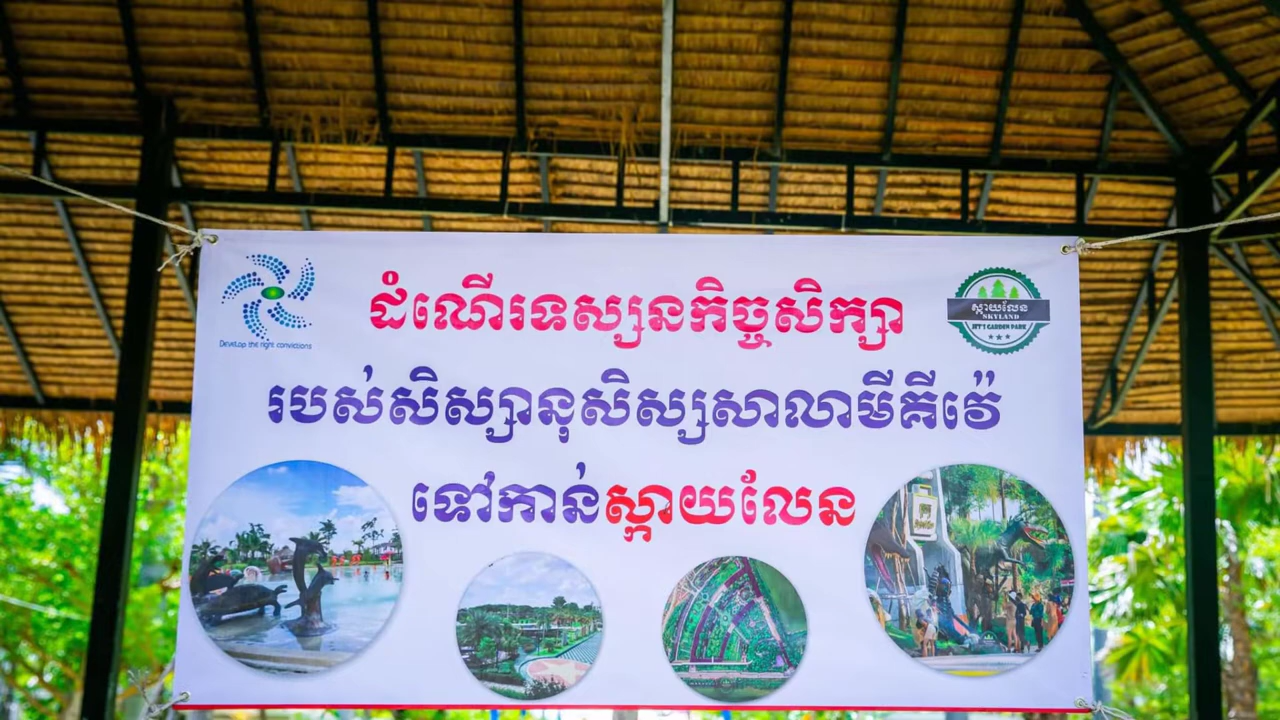 Develop the right convictions
ដំណើរទស្សនកិច្ចសិក្សា
ស្កាយលែន
SKYLAND
JET'S GARDEN PARK
របស់សិស្សានុសិស្សសាលាមីគីវ៉េ
ទៅកាន់ស្កាយលែន